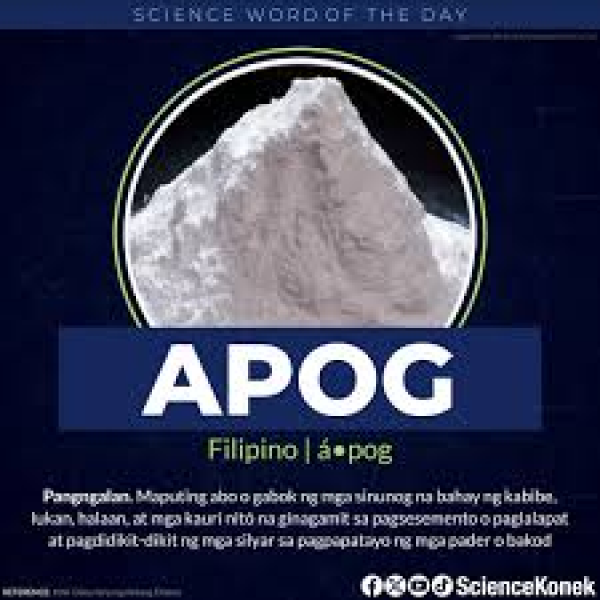 SCIENCE WORD OF THE DAY
APOG
Filipino | á•pog
Pangngalan. Maputing abo o gabok ng mga sinunog na bahay ng kabibe,
lukan, halaan, at mga kauri nitó na ginagamit sa pagsesemento o paglalapat
at pagdidikit-dikit ng mga silyar sa pagpapatayo ng mga pader o bakod
REFERENCE:
ScienceKonek